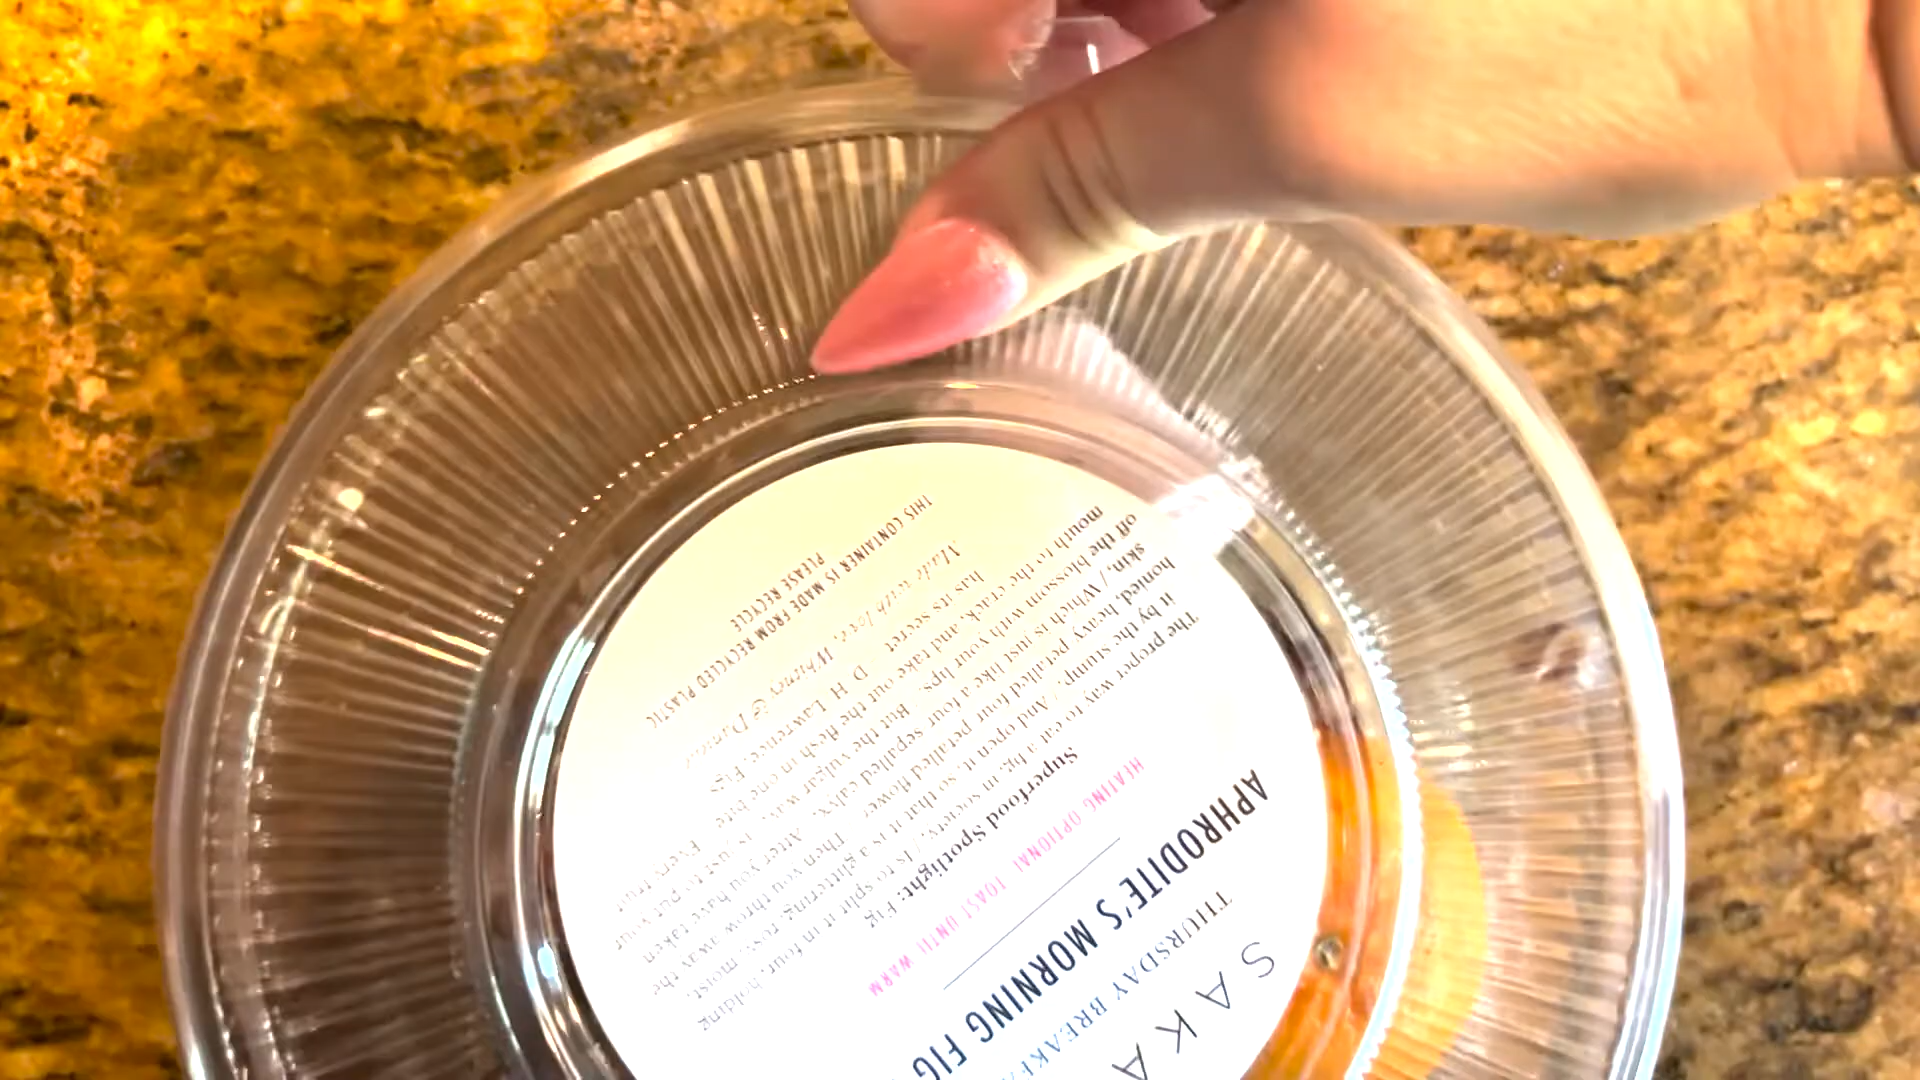 SAKA
THURSDAY BREAKFA
APHRODITE'S MORNING FIG
HEATING OPTIONAL TOAST UNTIL WARM
Superfood Spotlight: Fig
The proper way to eat a fig, in society, / Is to split it in four, holding
it by the stump, / And open it, so that it is a glittering, rosy, moist,
honied, heavy petalled four petalled flower. Then you throw away the
skin, / Which is just like a four sepalled calyx, After you have taken
off the blossom with your lips. But the vulgar way, is just to put your
mouth to the crack, and take out the flesh in one bite. Every fruit
has its secret. D H Lawrence, Figs
Made with love, Whitney &
THIS CONTAINER IS MADE FROM RECYCLED PLASTIC
PLEASE RECYCLE